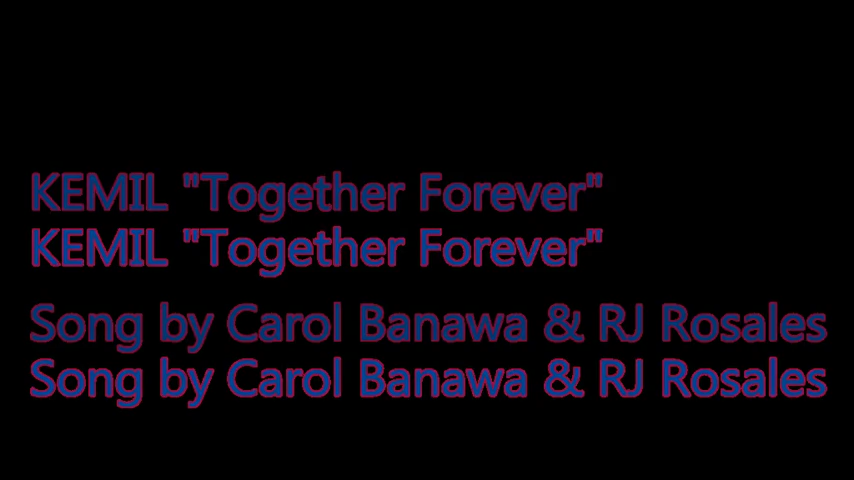 KEMIL "Together Forever"
KEMIL "Together Forever"
Song by Carol Banawa & RJ Rosales
Song by Carol Banawa & RJ Rosales